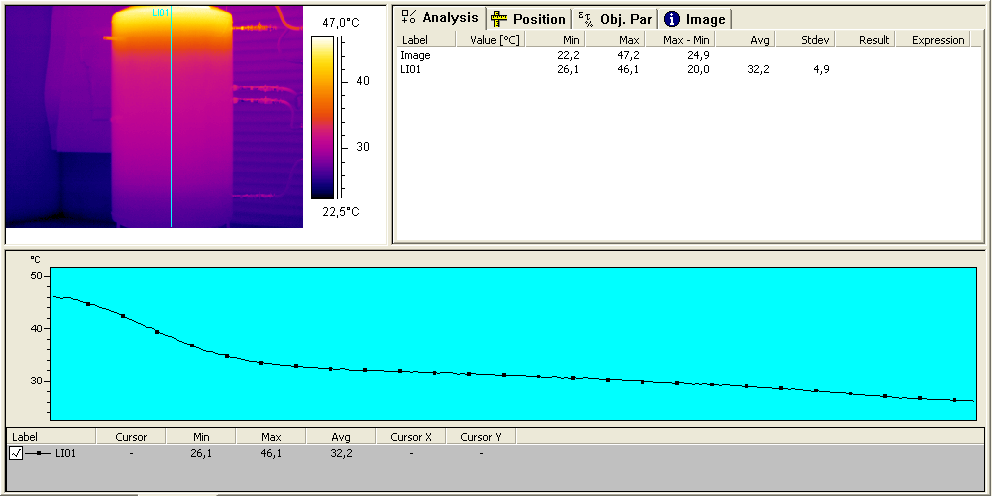 LI01
47,0°C
40
30
22,5°C
Analysis Position Obj. Par Image
Label Value [°C] Min Max Max - Min Avg Stdev Result Expression
Image 22,2 47,2 24,9
LI01 26,1 46,1 20,0 32,2 4,9
°C
50
40
30
Label Cursor Min Max Avg Cursor X Cursor Y
LI01 - 26,1 46,1 32,2 - -